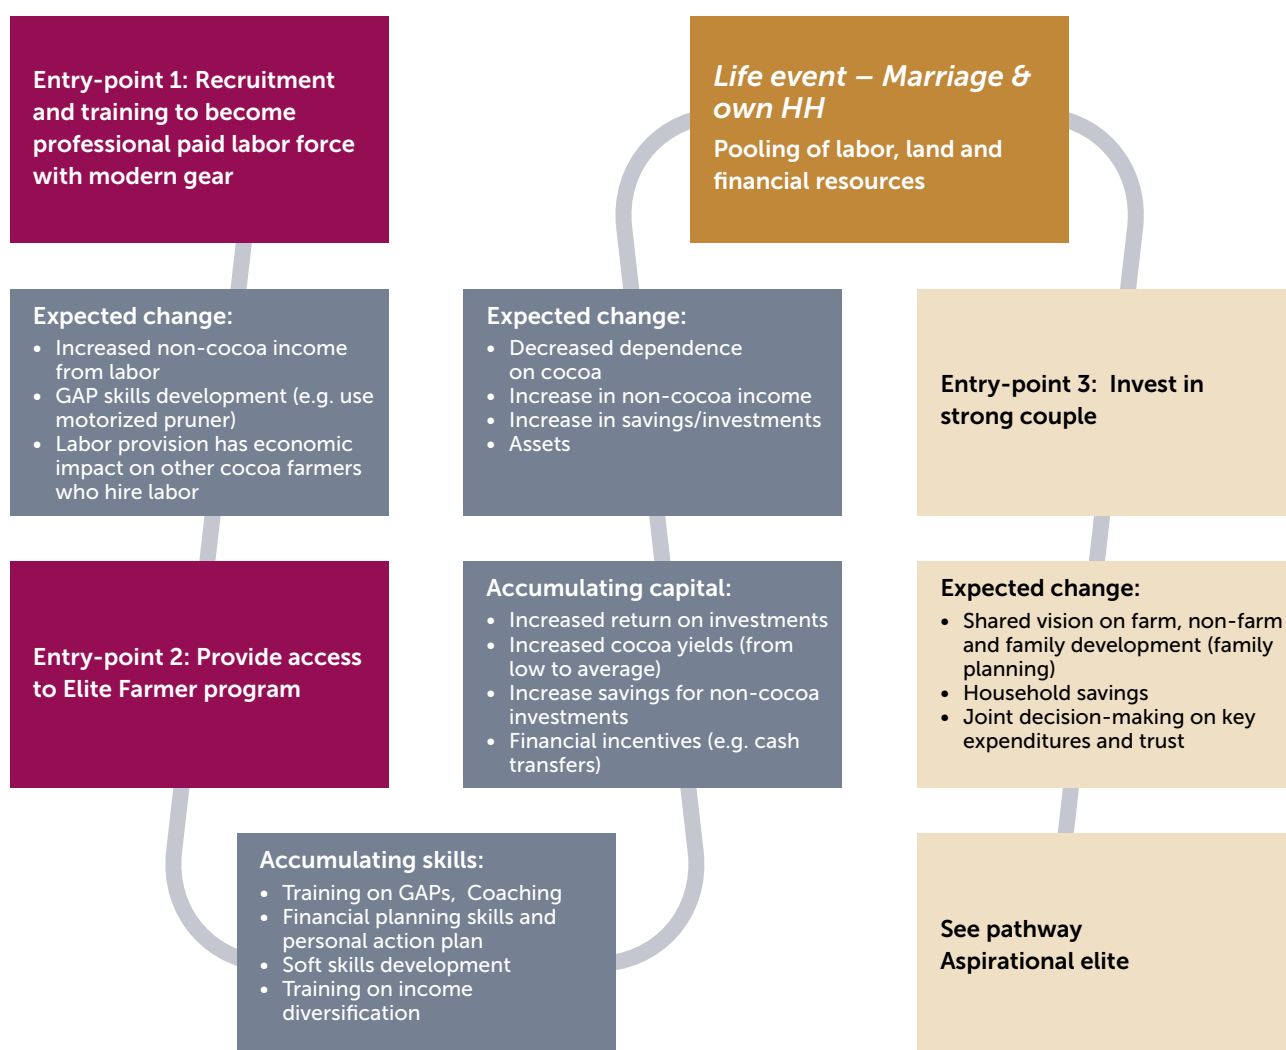 Entry-point 1: Recruitment
and training to become
professional paid labor force
with modern gear
Expected change:
• Increased non-cocoa income
from labor
• GAP skills development (e.g. use
motorized pruner)
• Labor provision has economic
impact on other cocoa farmers
who hire labor
Entry-point 2: Provide access
to Elite Farmer program
Accumulating skills:
• Training on GAPs,  Coaching
• Financial planning skills and
personal action plan
• Soft skills development
• Training on income
diversification
Accumulating capital:
• Increased return on investments
• Increased cocoa yields (from
low to average)
• Increase savings for non-cocoa
investments
• Financial incentives (e.g. cash
transfers)
Expected change:
• Decreased dependence
on cocoa
• Increase in non-cocoa income
• Increase in savings/investments
• Assets
Life event – Marriage &
own HH
Pooling of labor, land and
financial resources
Entry-point 3:  Invest in
strong couple
Expected change:
• Shared vision on farm, non-farm
and family development (family
planning)
• Household savings
• Joint decision-making on key
expenditures and trust
See pathway
Aspirational elite